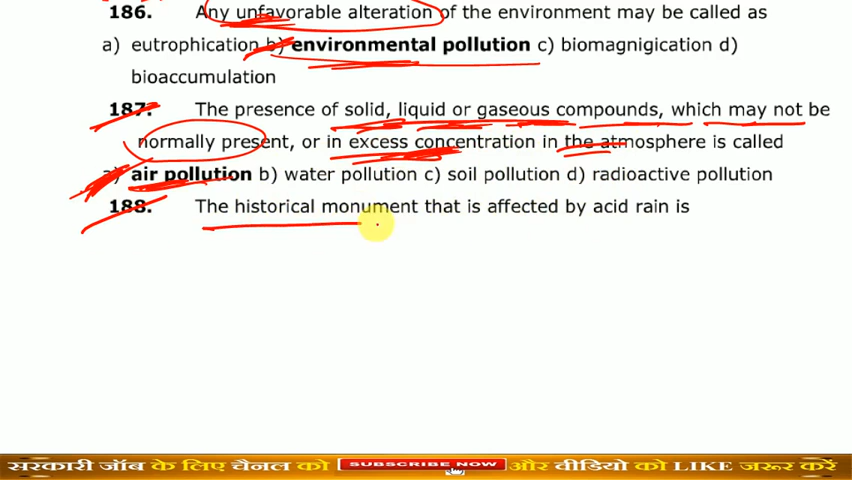 186. Any unfavorable alteration of the environment may be called as
a) eutrophication b) environmental pollution c) biomagnigication d)
bioaccumulation
187. The presence of solid, liquid or gaseous compounds, which may not be
normally present, or in excess concentration in the atmosphere is called
a) air pollution b) water pollution c) soil pollution d) radioactive pollution
188. The historical monument that is affected by acid rain is
सरकारी जॉब के लिए चैनल को SUBSCRIBE NOW और वीडियो को LIKE जरूर करें